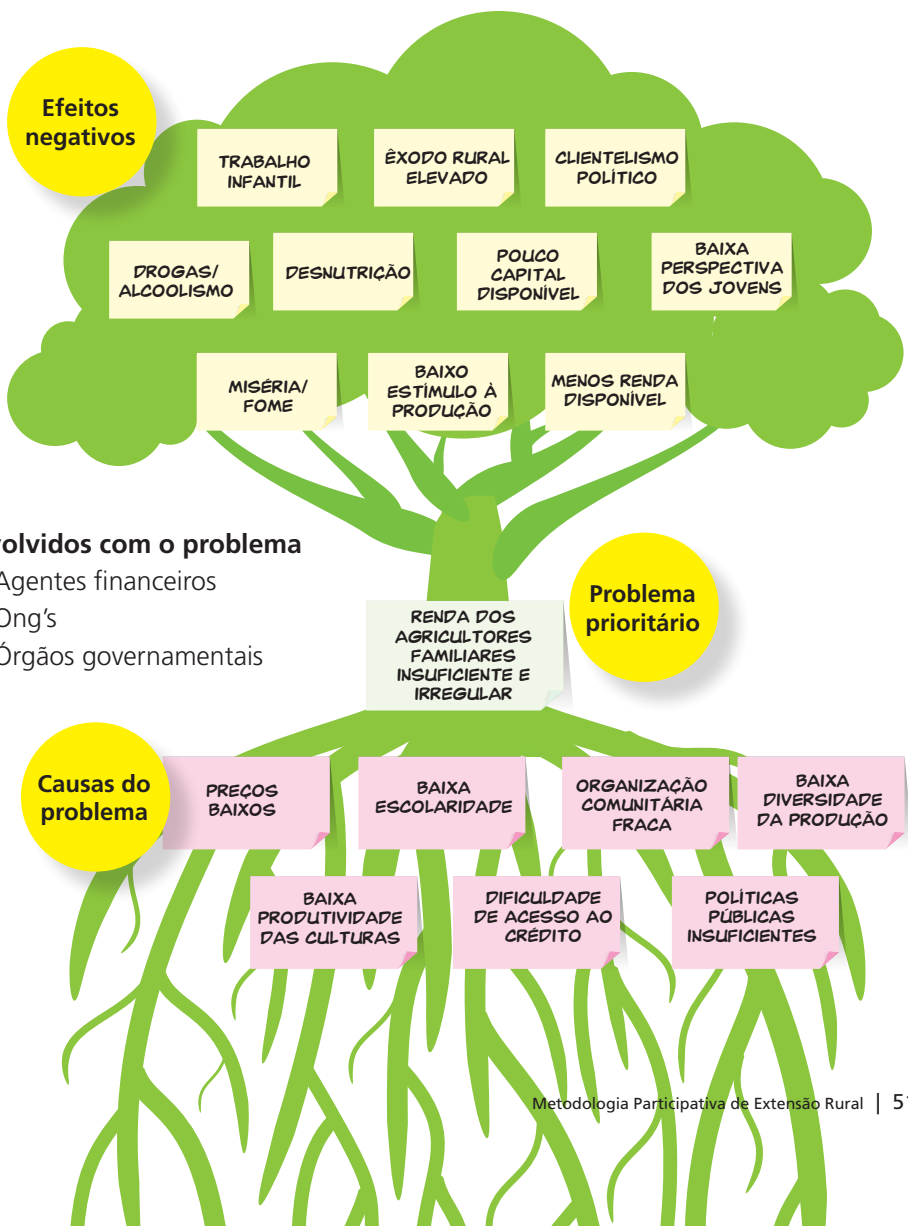 Efeitos
negativos
TRABALHO
INFANTIL
ÊXODO RURAL
ELEVADO
CLIENTELISMO
POLÍTICO
DROGAS/
ALCOOLISMO
DESNUTRIÇÃO
POUCO
CAPITAL
DISPONÍVEL
BAIXA
PERSPECTIVA
DOS JOVENS
MISÉRIA/
FOME
BAIXO
ESTÍMULO À
PRODUÇÃO
MENOS RENDA
DISPONÍVEL
volvidos com o problema
Agentes financeiros
Ong's
Órgãos governamentais
Problema
prioritário
RENDA DOS
AGRICULTORES
FAMILIARES
INSUFICIENTE E
IRREGULAR
Causas do
problema
PREÇOS
BAIXOS
BAIXA
ESCOLARIDADE
ORGANIZAÇÃO
COMUNITÁRIA
FRACA
BAIXA
DIVERSIDADE
DA PRODUÇÃO
BAIXA
PRODUTIVIDADE
DAS CULTURAS
DIFICULDADE
DE ACESSO AO
CRÉDITO
POLÍTICAS
PÚBLICAS
INSUFICIENTES
Metodologia Participativa de Extensão Rural | 5